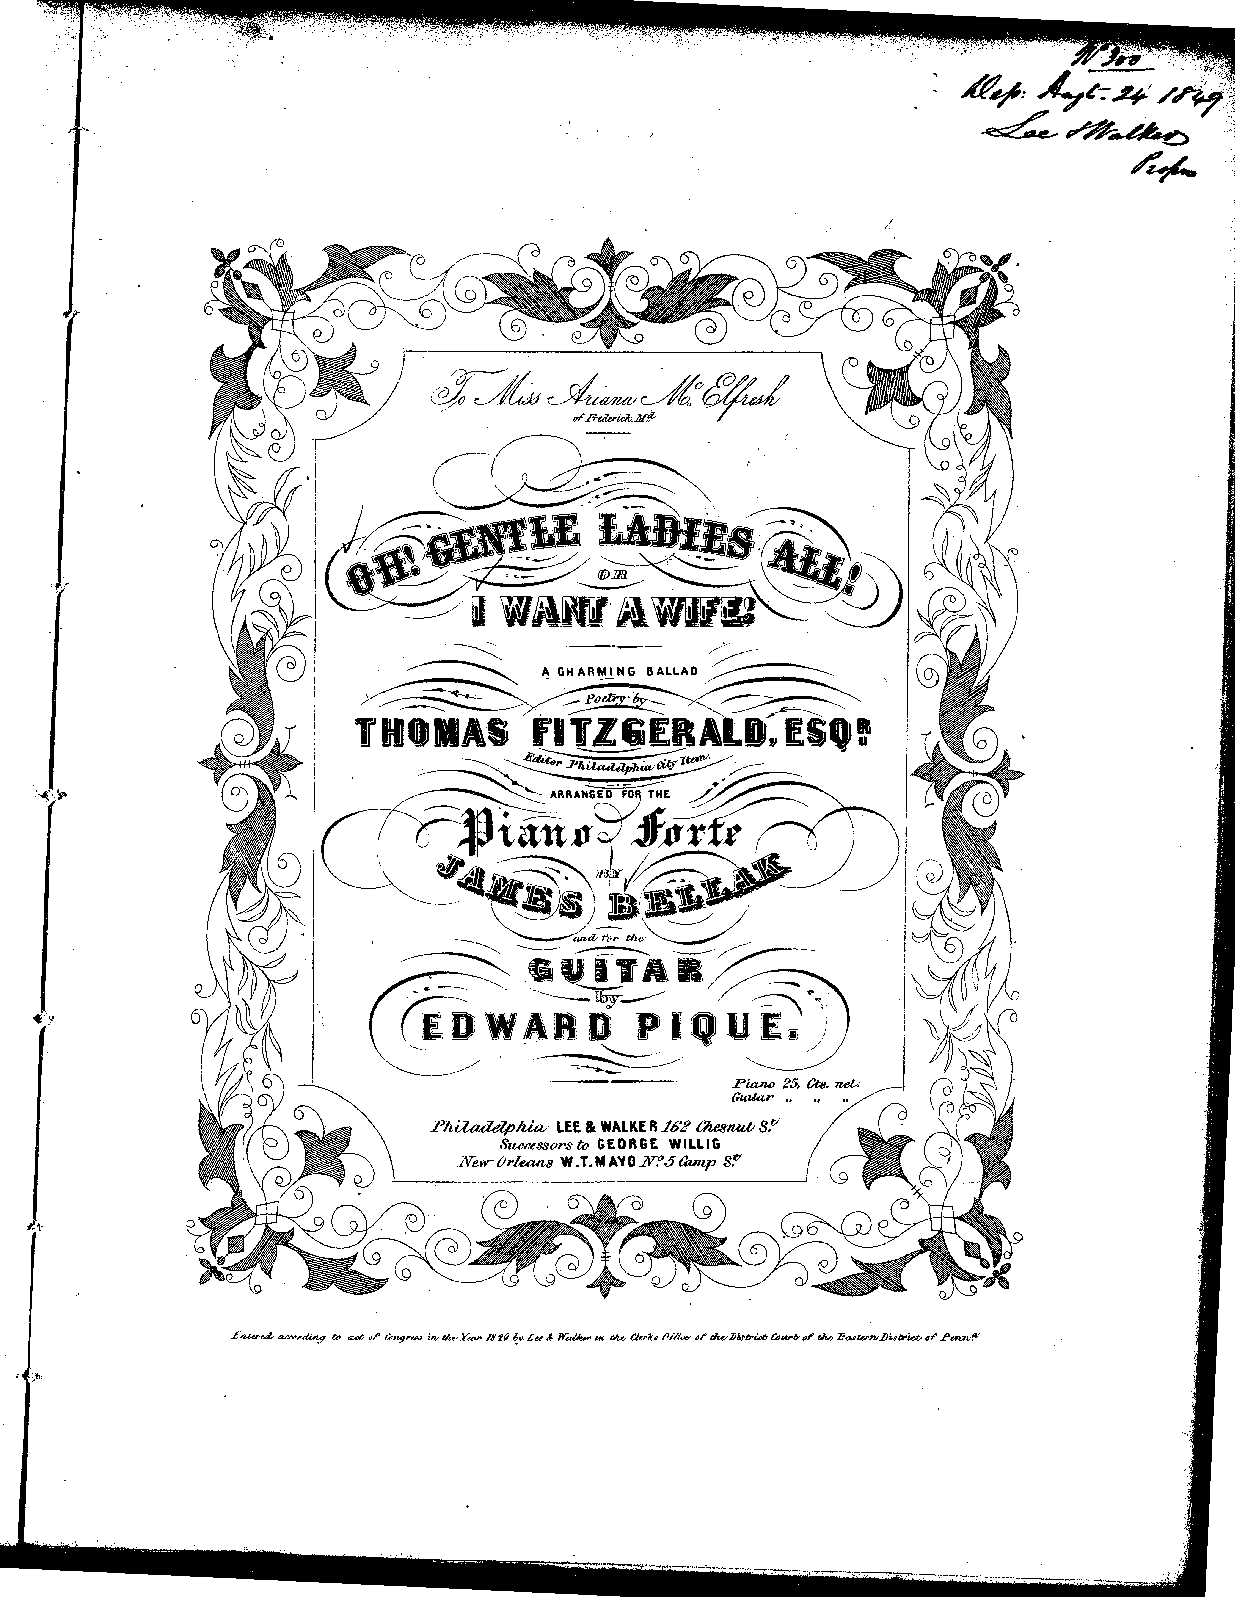 No 300
Dep. Augt. 24 1849
Lee & Walker
Propr
To Miss Ariana Mc. Elfresh
of Frederick, Md.
OH! GENTLE LADIES ALL!
OR
I WANT A WIFE!
A CHARMING BALLAD
Poetry by
THOMAS FITZGERALD, ESQR.
Editor Philadelphia City Item.
ARRANGED FOR THE
Piano Forte
BY
JAMES BELLAK
and for the
GUITAR
by
EDWARD PIQUE.
Piano 25, Cts. net.
Guitar " " "
Philadelphia LEE & WALKER 162 Chesnut St.
Successors to GEORGE WILLIG
New Orleans W. T. MAYO No. 5 Camp St.
Entered according to act of Congress in the Year 1849 by Lee & Walker in the Clerks Office of the District Court of the Eastern District of Penna.